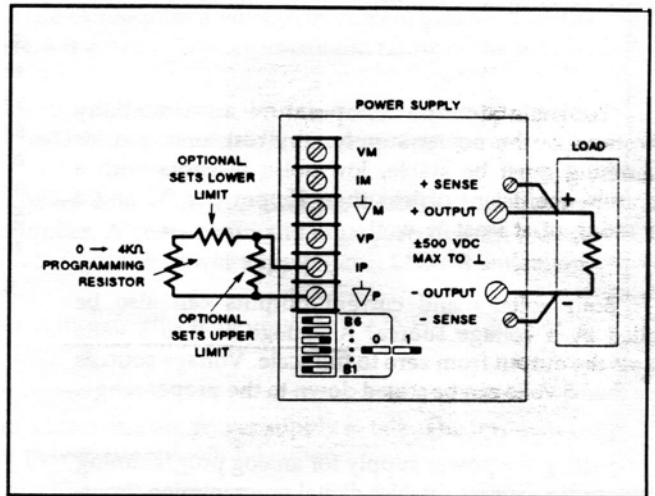 POWER SUPPLY
LOAD
OPTIONAL
SETS LOWER
LIMIT
0 → 4KΩ
PROGRAMMING
RESISTOR
OPTIONAL
SETS UPPER
LIMIT
VM
IM
M
VP
IP
P
B6
B1
0
+ SENSE
+ OUTPUT
±500 VDC
MAX TO ⏊
- OUTPUT
- SENSE
+
−